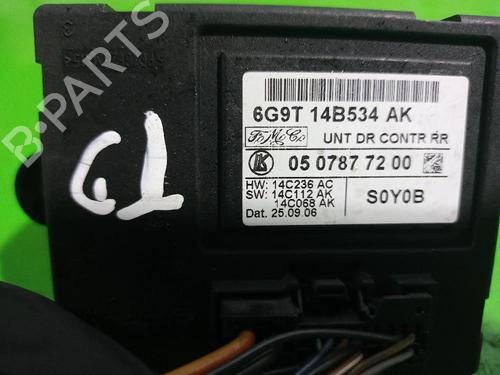 6G9T 14B534 AK
FoMoCo
UNT DR CONTR RR
K
05 0787 72 00
HW: 14C236 AC
SW: 14C112 AK
14C068 AK
Dat. 25.09.06
S0Y0B
G1
B-PARTS